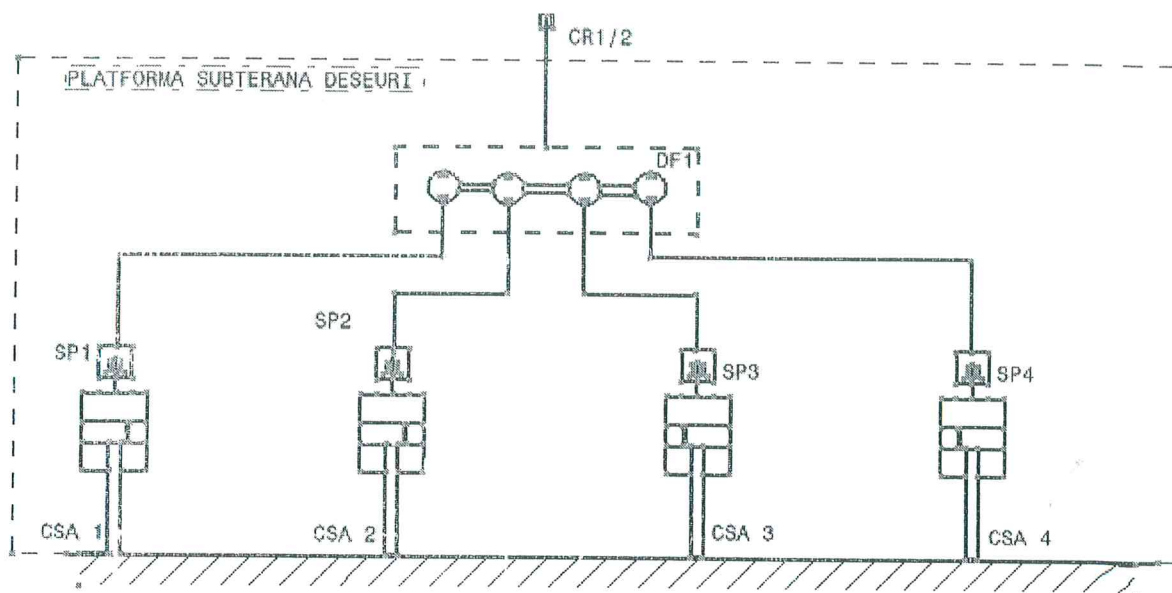 CR1/2
PLATFORMA SUBTERANA DESEURI
DF1
SP1
SP2
SP3
SP4
CSA 1
CSA 2
CSA 3
CSA 4